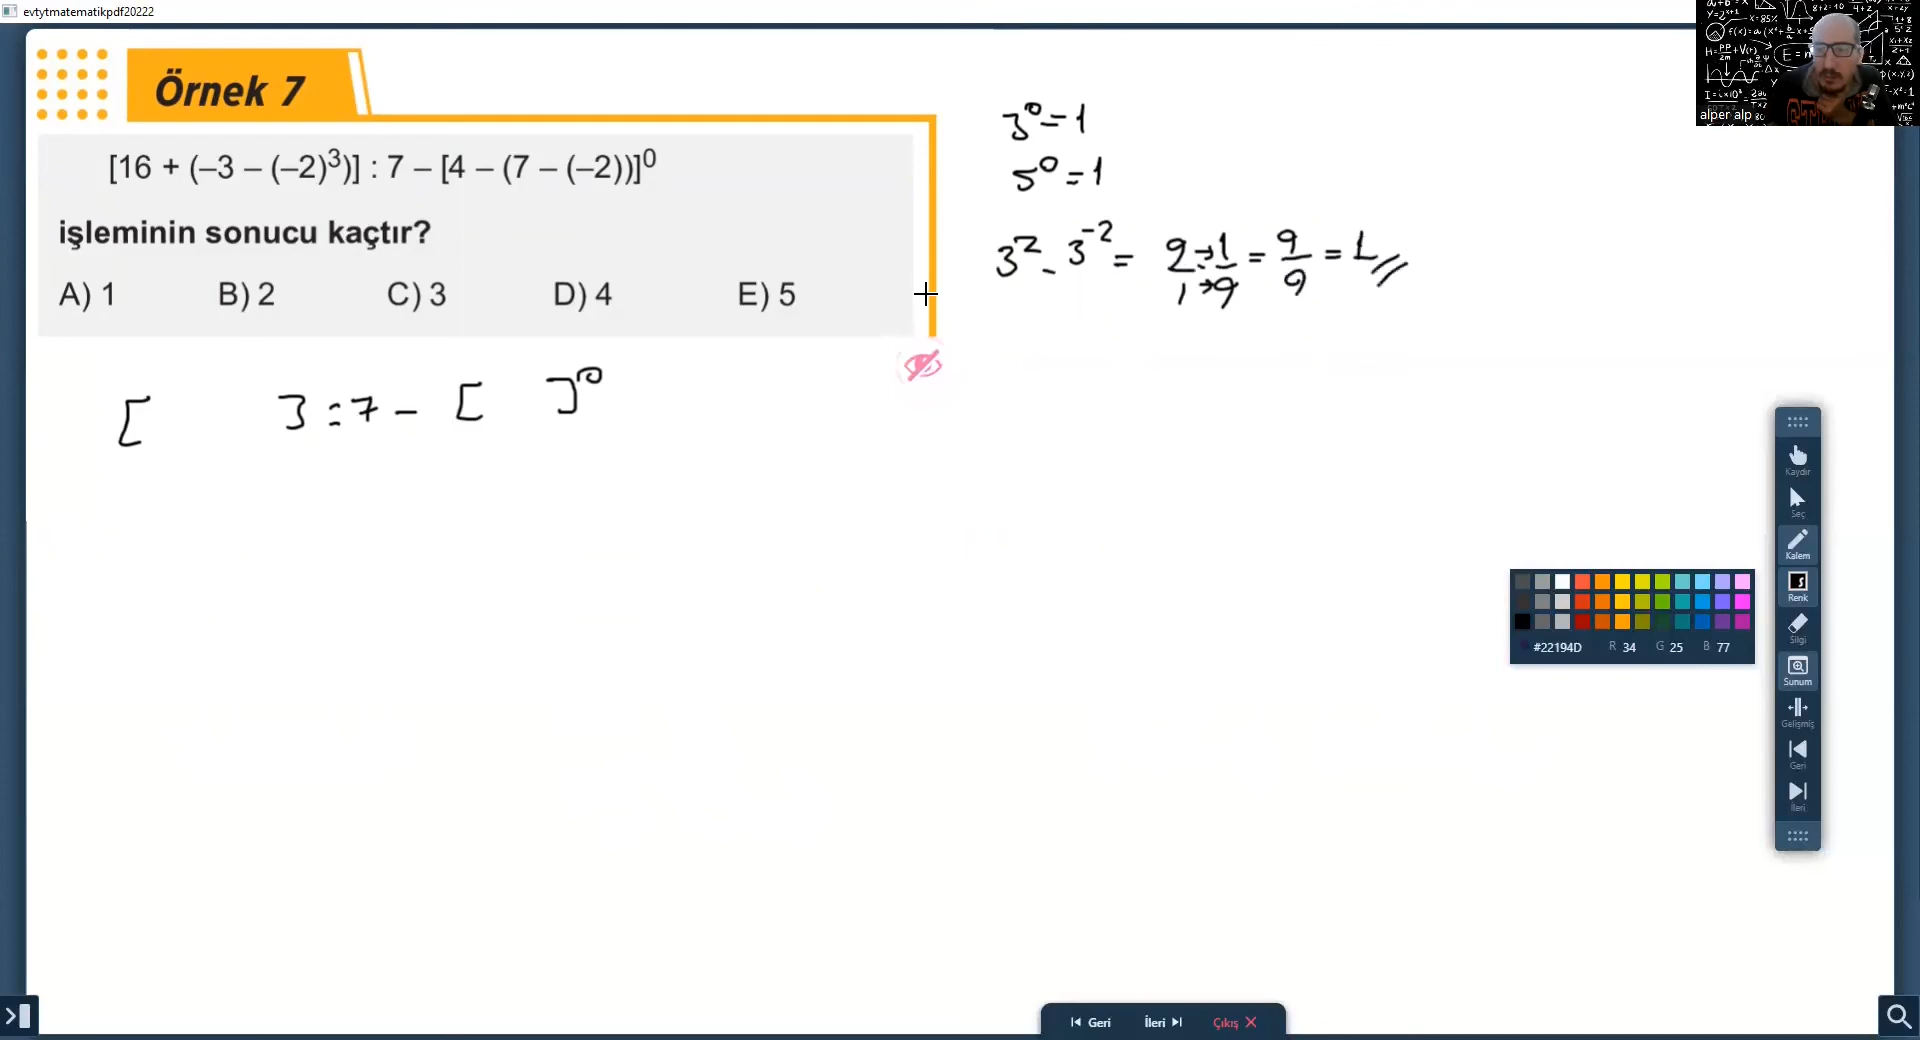 evtytmatematikpdf20222
Örnek 7
[16 + (–3 – (–2)³)] : 7 – [4 – (7 – (–2))]⁰
işleminin sonucu kaçtır?
A) 1 B) 2 C) 3 D) 4 E) 5
[ ] : 7 – [ ]⁰
3⁰ = 1
5⁰ = 1
3² . 3⁻² = 9/1 · 1/9 = 9/9 = 1
alper alp
Kaydır
Seç
Kalem
Renk
Silgi
Sunum
Gelişmiş
Geri
İleri
#22194D R 34 G 25 B 77
Geri İleri Çıkış